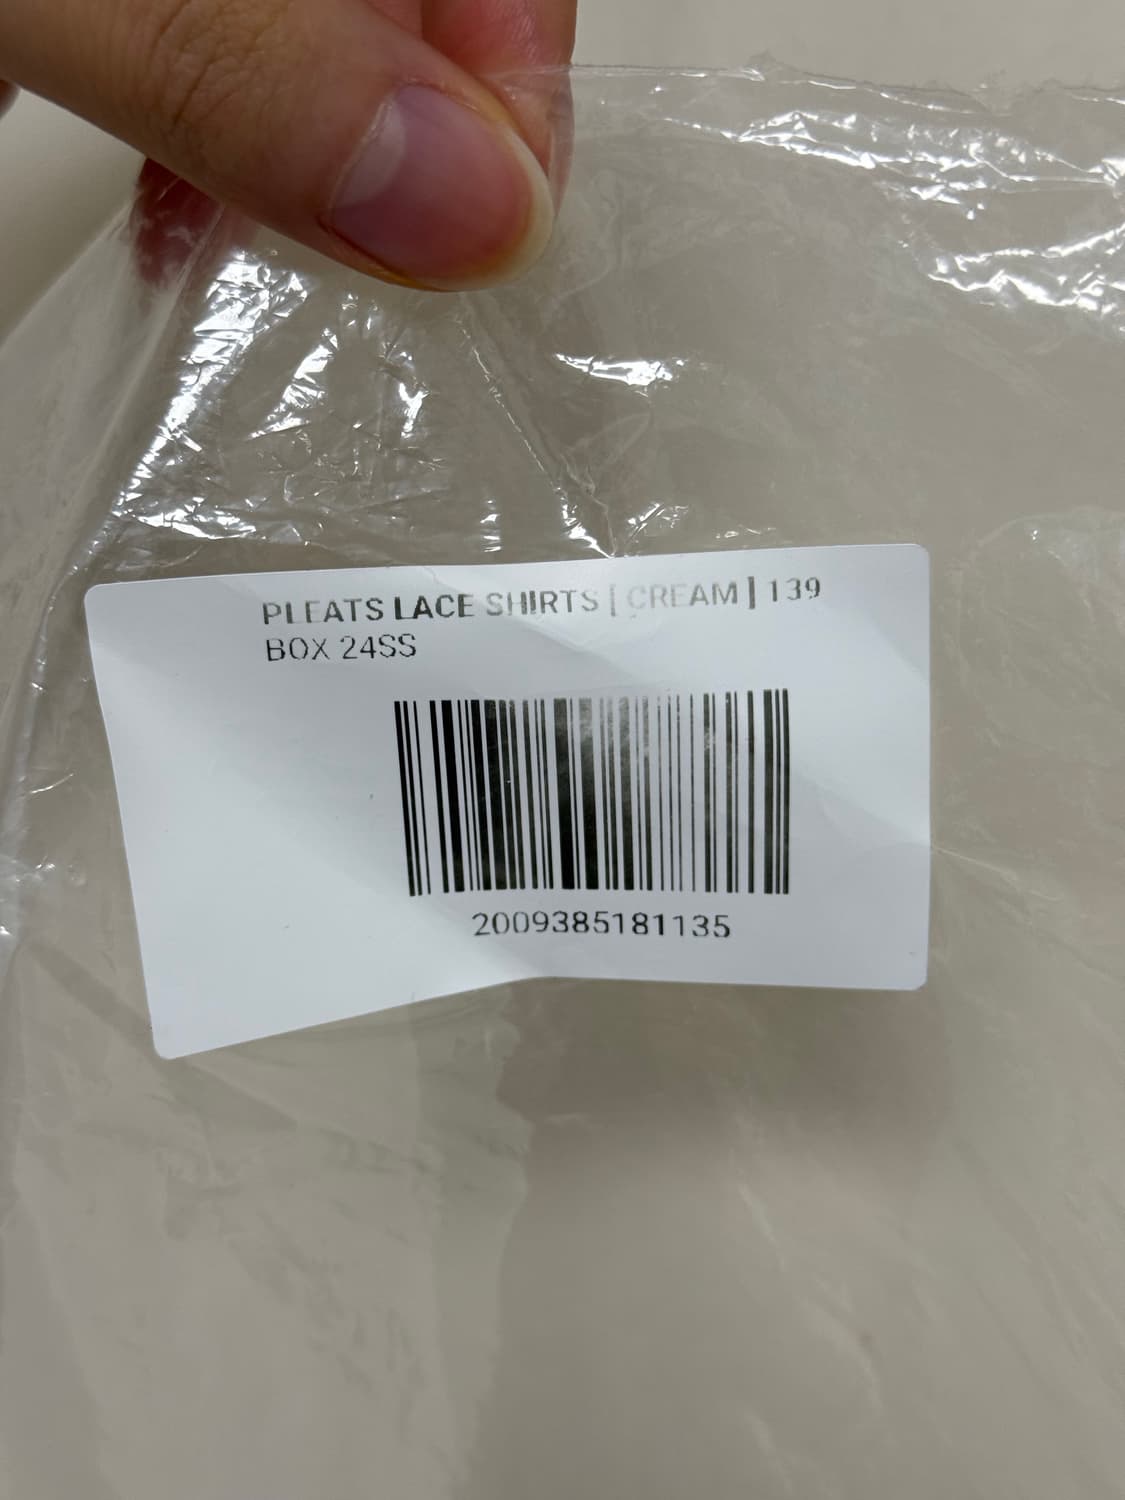 PLEATS LACE SHIRTS [ CREAM ] 139
BOX 24SS
2009385181135